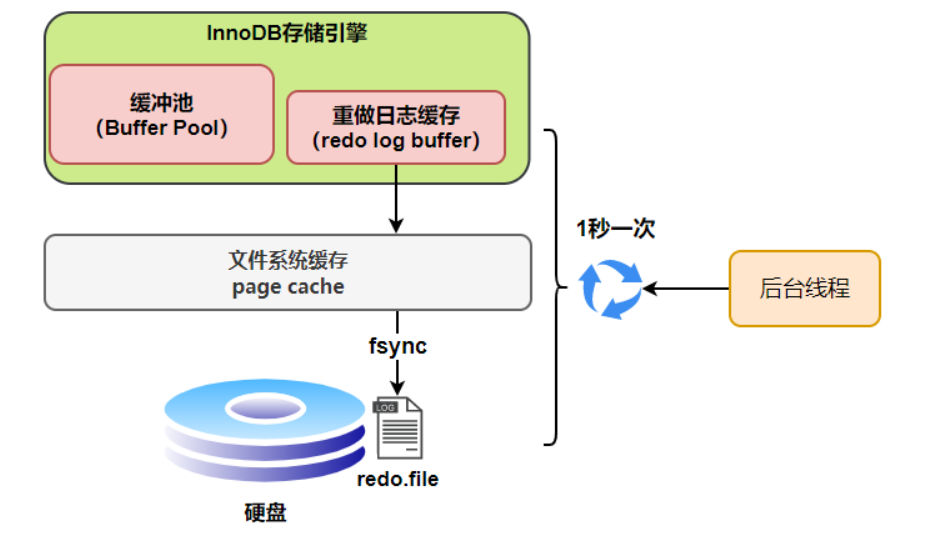 InnoDB存储引擎
缓冲池
（Buffer Pool）
重做日志缓存
（redo log buffer）
1秒一次
文件系统缓存
page cache
后台线程
fsync
LOG
redo.file
硬盘